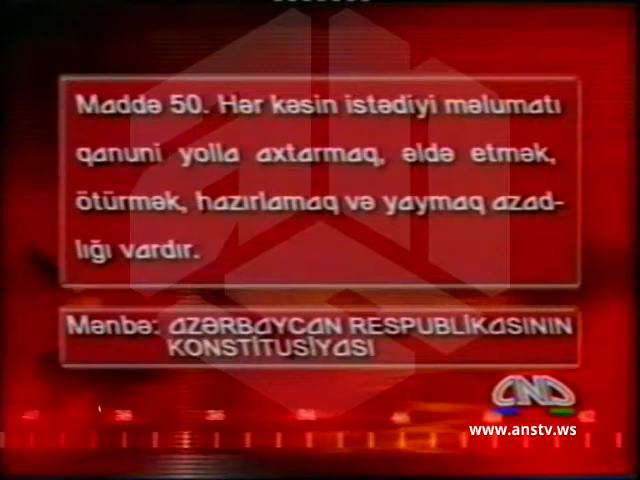 Maddə 50. Hər kəsin istədiyi məlumatı
qanuni yolla axtarmaq, əldə etmək,
ötürmək, hazırlamaq və yaymaq azad-
lığı vardır.
Mənbə: AZƏRBAYCAN RESPUBLİKASININ
KONSTİTUSİYASI
ANS
www.anstv.ws